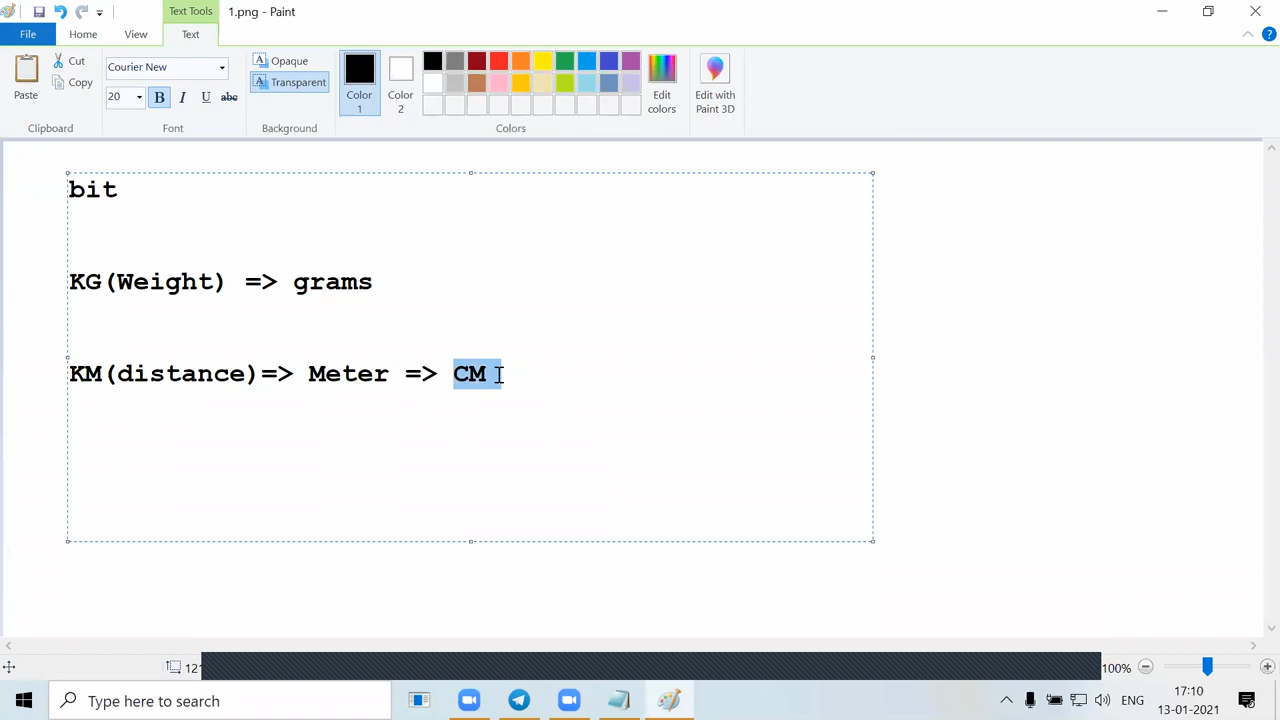 Text Tools
1.png - Paint
File
Home
View
Text
Paste
Cut
Copy
Clipboard
Courier New
20
B
I
U
abc
Font
Opaque
Transparent
Background
Color
1
Color
2
Edit
colors
Colors
Edit with
Paint 3D
bit
KG(Weight) => grams
KM(distance)=> Meter => CM
100%
Type here to search
ENG
17:10
13-01-2021